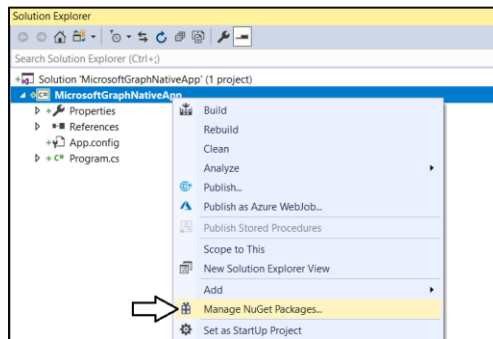 Solution Explorer
Search Solution Explorer (Ctrl+;)
Solution 'MicrosoftGraphNativeApp' (1 project)
MicrosoftGraphNativeApp
Properties
References
App.config
C# Program.cs
Build
Rebuild
Clean
Analyze
Publish...
Publish as Azure WebJob...
Publish Stored Procedures
Scope to This
New Solution Explorer View
Add
Manage NuGet Packages...
Set as StartUp Project